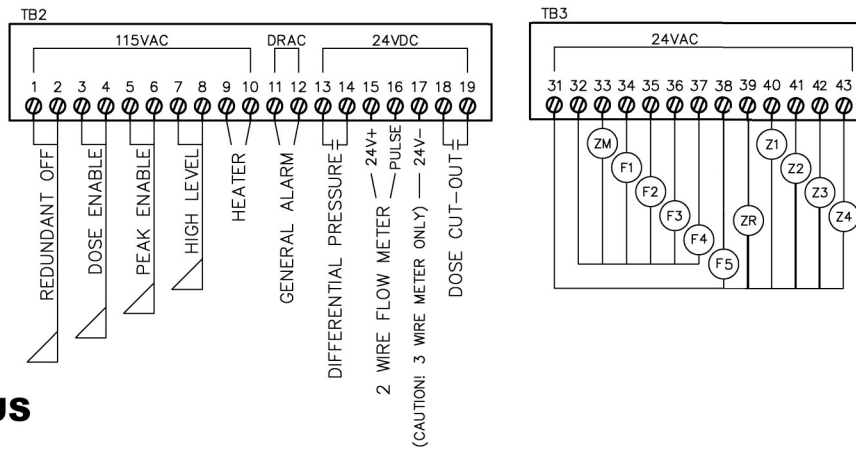 TB2
115VAC DRAC 24VDC
1 2 3 4 5 6 7 8 9 10 11 12 13 14 15 16 17 18 19
REDUNDANT OFF
DOSE ENABLE
PEAK ENABLE
HIGH LEVEL
HEATER
GENERAL ALARM
DIFFERENTIAL PRESSURE
24V+
PULSE
2 WIRE FLOW METER
24V-
(CAUTION! 3 WIRE METER ONLY)
DOSE CUT-OUT
US
TB3
24VAC
31 32 33 34 35 36 37 38 39 40 41 42 43
ZM
F1
F2
F3
F4
F5
ZR
Z1
Z2
Z3
Z4